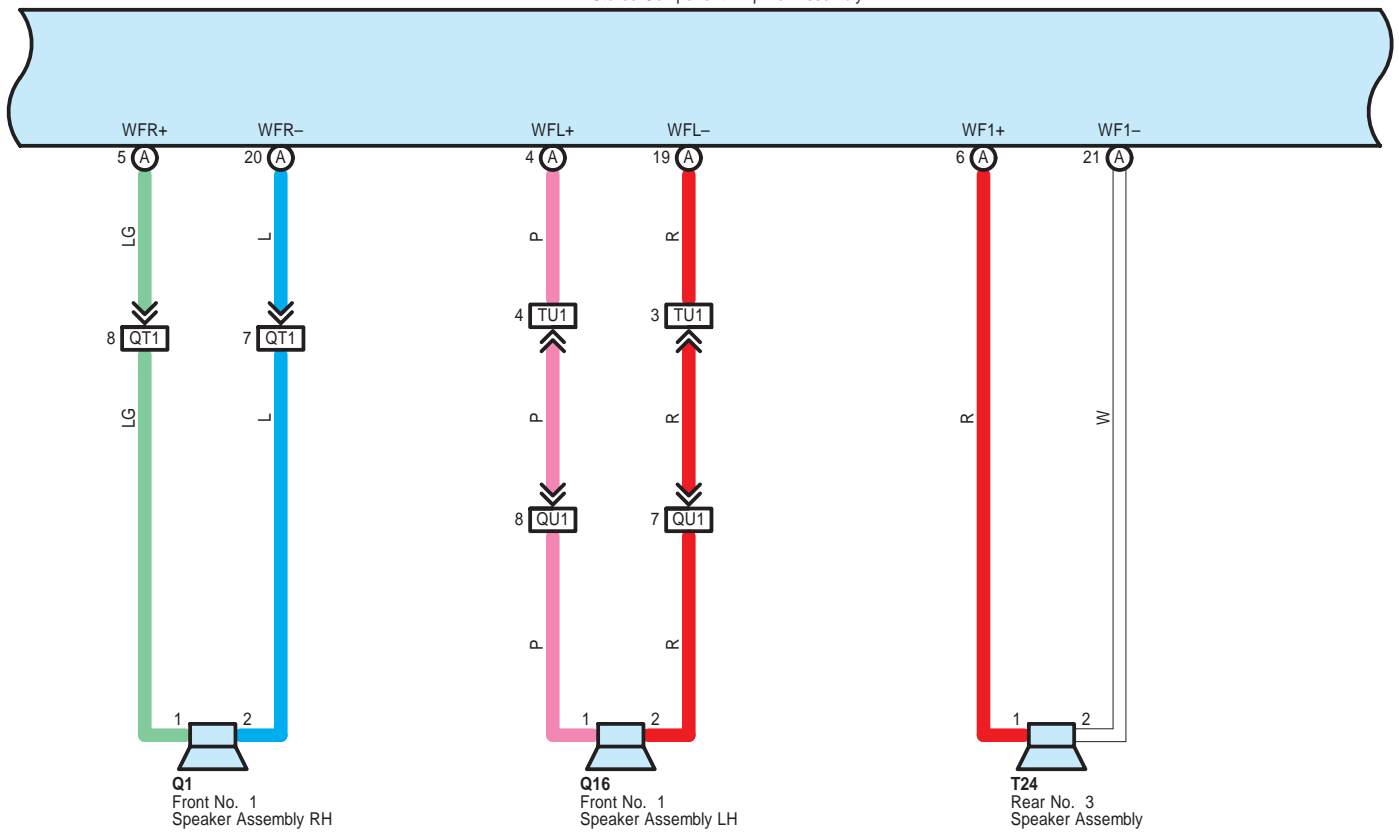 WFR+ WFR– WFL+ WFL– WF1+ WF1–
5 A 20 A 4 A 19 A 6 A 21 A
LG L P R
4 TU1 3 TU1
8 QT1 7 QT1
LG L P R R W
8 QU1 7 QU1
P R
1 2 1 2 1 2
Q1 Q16 T24
Front No. 1 Front No. 1 Rear No. 3
Speaker Assembly RH Speaker Assembly LH Speaker Assembly